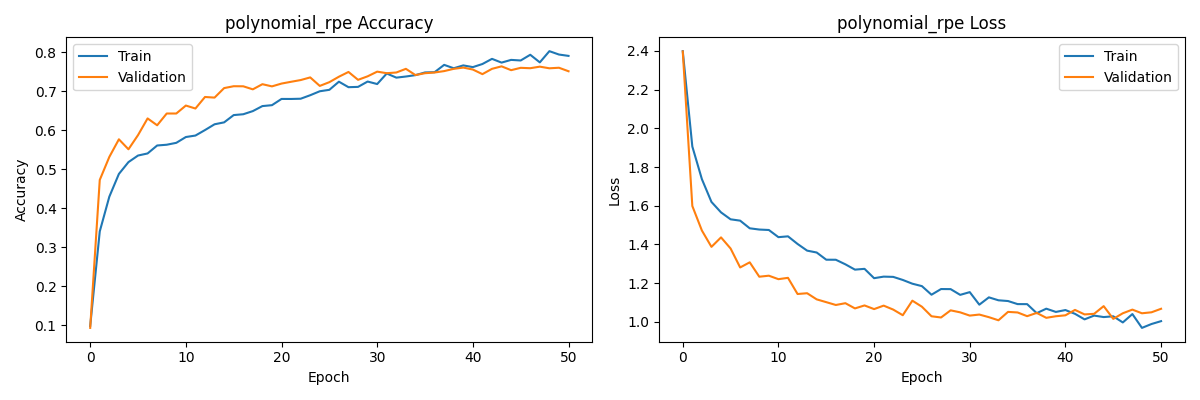 polynomial_rpe Accuracy
Train
Validation
0.8
0.7
0.6
0.5
0.4
0.3
0.2
0.1
Accuracy
0 10 20 30 40 50
Epoch
polynomial_rpe Loss
Train
Validation
2.4
2.2
2.0
1.8
1.6
1.4
1.2
1.0
Loss
0 10 20 30 40 50
Epoch